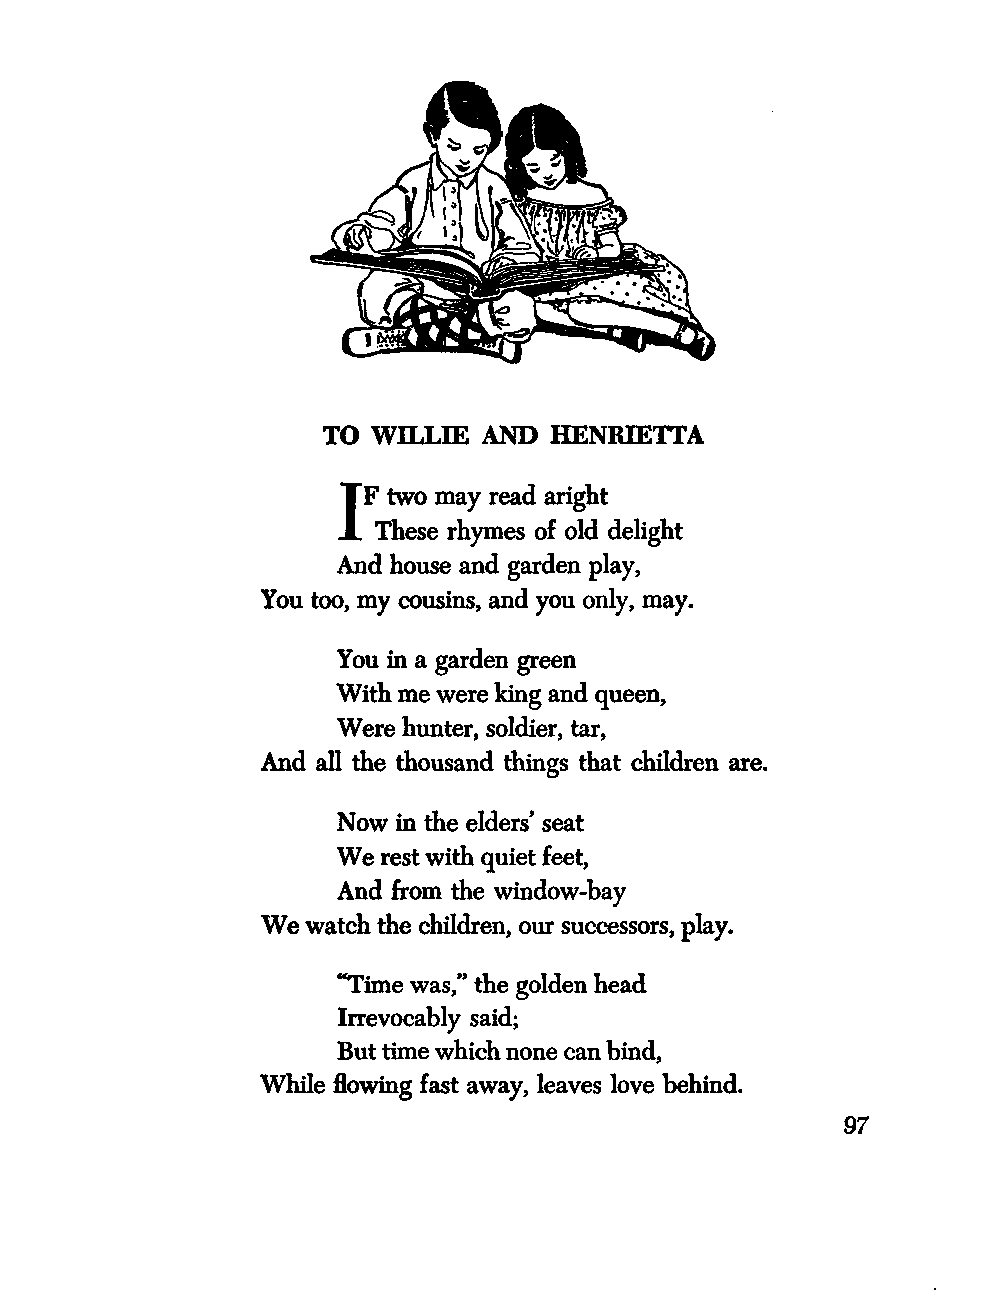 TO WILLIE AND HENRIETTA
IF two may read aright
These rhymes of old delight
And house and garden play,
You too, my cousins, and you only, may.
You in a garden green
With me were king and queen,
Were hunter, soldier, tar,
And all the thousand things that children are.
Now in the elders' seat
We rest with quiet feet,
And from the window-bay
We watch the children, our successors, play.
"Time was," the golden head
Irrevocably said;
But time which none can bind,
While flowing fast away, leaves love behind.
97